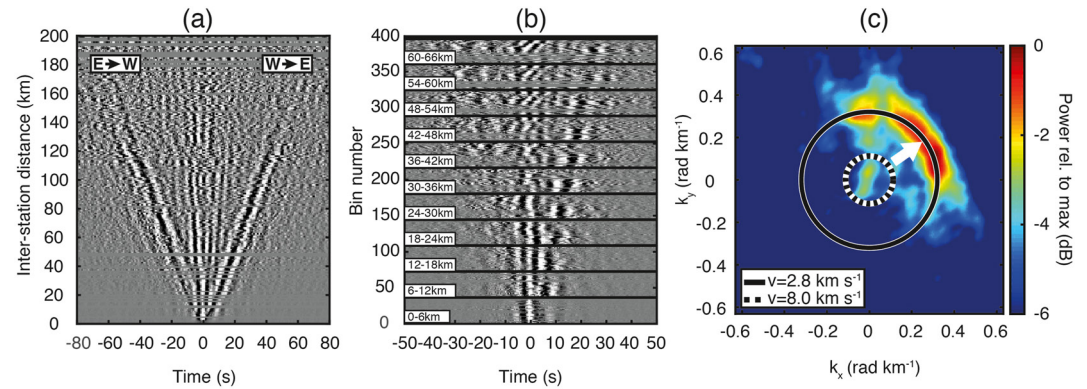 (a)
200
180
160
140
120
100
80
60
40
20
0
Inter-station distance (km)
E→W
W→E
-80 -60 -40 -20 0 20 40 60 80
Time (s)
(b)
400
350
300
250
200
150
100
50
0
Bin number
60-66km
54-60km
48-54km
42-48km
36-42km
30-36km
24-30km
18-24km
12-18km
6-12km
0-6km
-50 -40 -30 -20 -10 0 10 20 30 40 50
Time (s)
(c)
0.6
0.4
0.2
0
-0.2
-0.4
-0.6
ky (rad km-1)
v=2.8 km s-1
v=8.0 km s-1
-0.6 -0.4 -0.2 0 0.2 0.4 0.6
kx (rad km-1)
0
-2
-4
-6
Power rel. to max (dB)